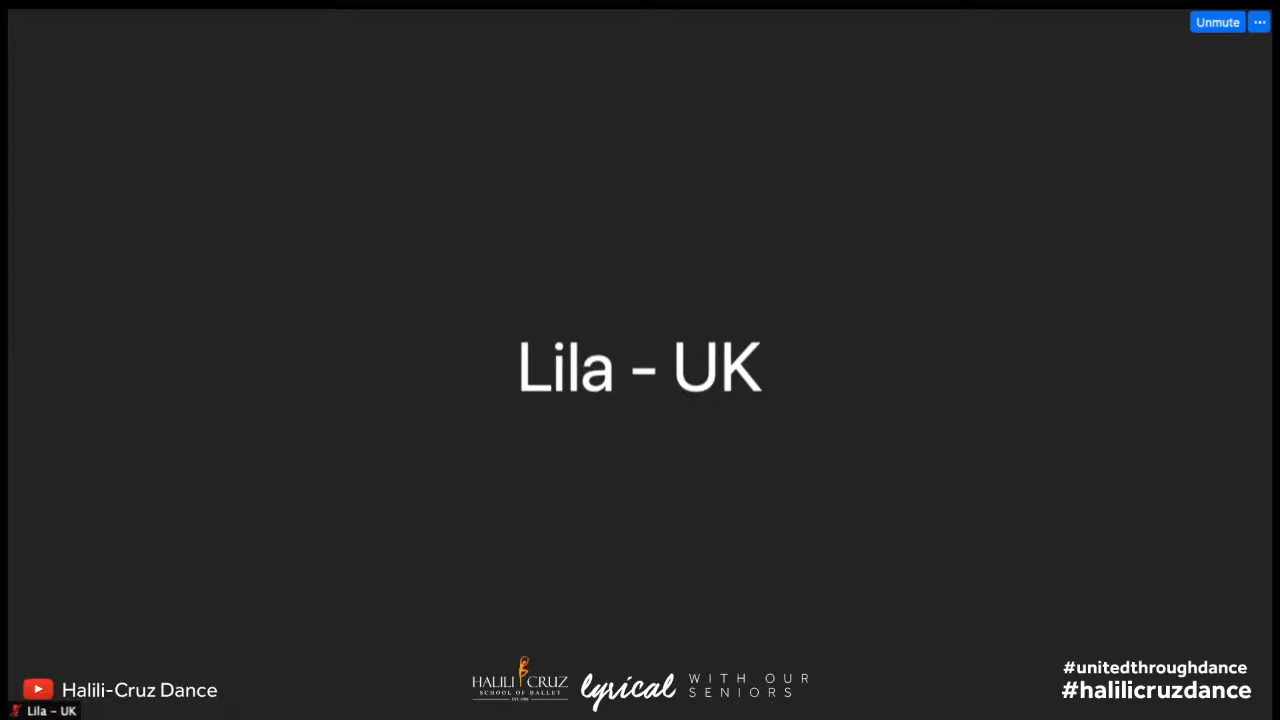 Unmute
Lila - UK
#unitedthroughdance
HALILI CRUZ
SCHOOL OF BALLET
lyrical
WITH OUR
SENIORS
Halili-Cruz Dance
#halilicruzdance
Lila - UK